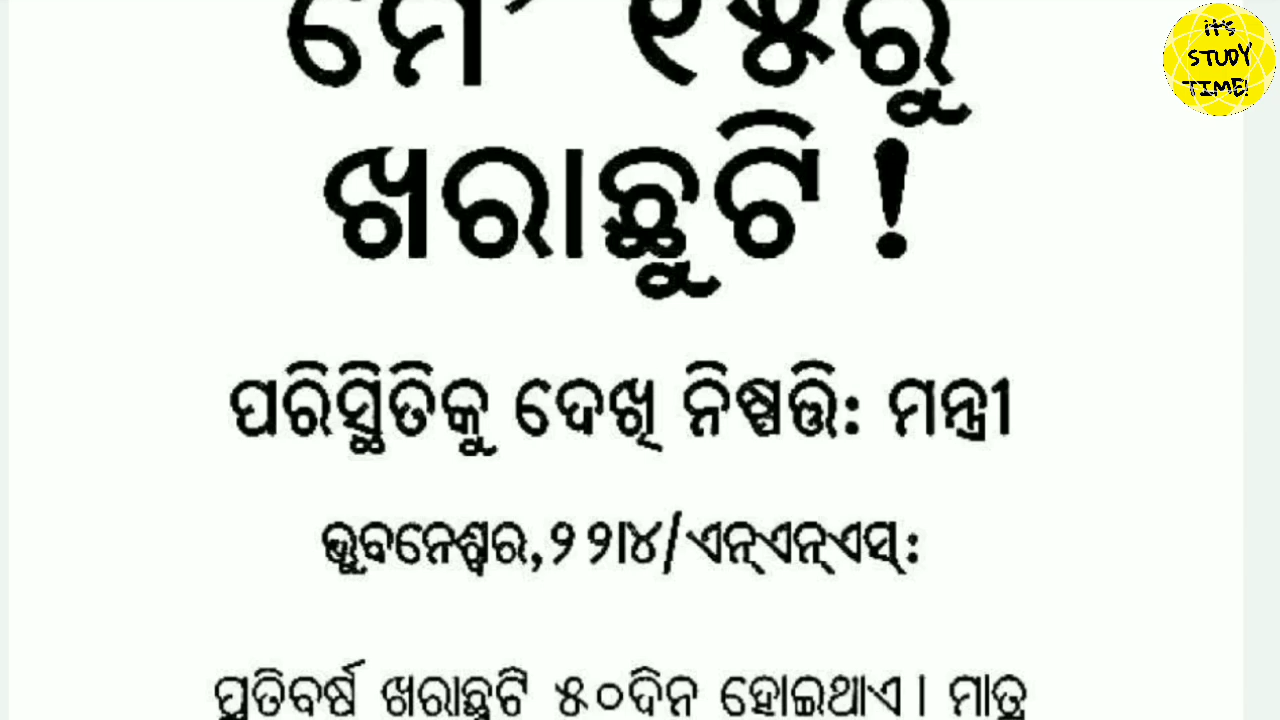 ମେ' ୧୫ରୁ
ଖରାଛୁଟି !
ପରିସ୍ଥିତିକୁ ଦେଖି ନିଷ୍ପତ୍ତି: ମନ୍ତ୍ରୀ
ଭୁବନେଶ୍ୱର,୨୨।୪/ଏନ୍ଏନ୍ଏସ୍:
ପ୍ରତିବର୍ଷ ଖରାଛୁଟି ୫୦ଦିନ ହୋଇଥାଏ। ମାତ୍ର
it's
STUDY
TIME!